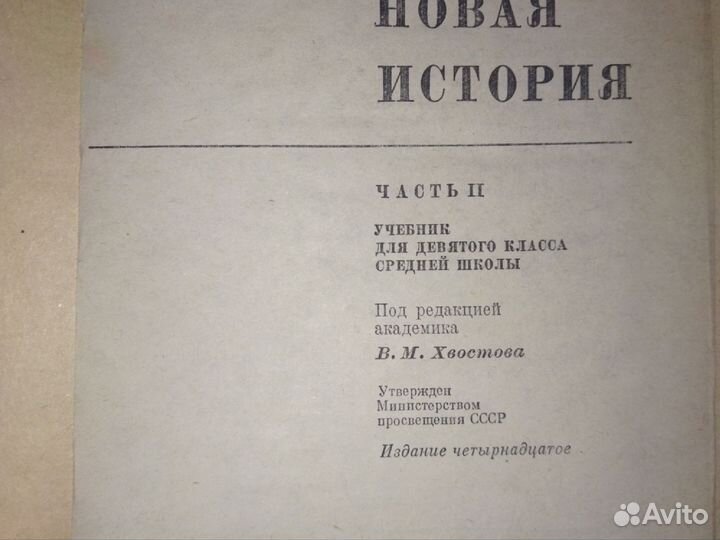 НОВАЯ
ИСТОРИЯ
ЧАСТЬ II
УЧЕБНИК
ДЛЯ ДЕВЯТОГО КЛАССА
СРЕДНЕЙ ШКОЛЫ
Под редакцией
академика
В. М. Хвостова
Утвержден
Министерством
просвещения СССР
Издание четырнадцатое
Avito